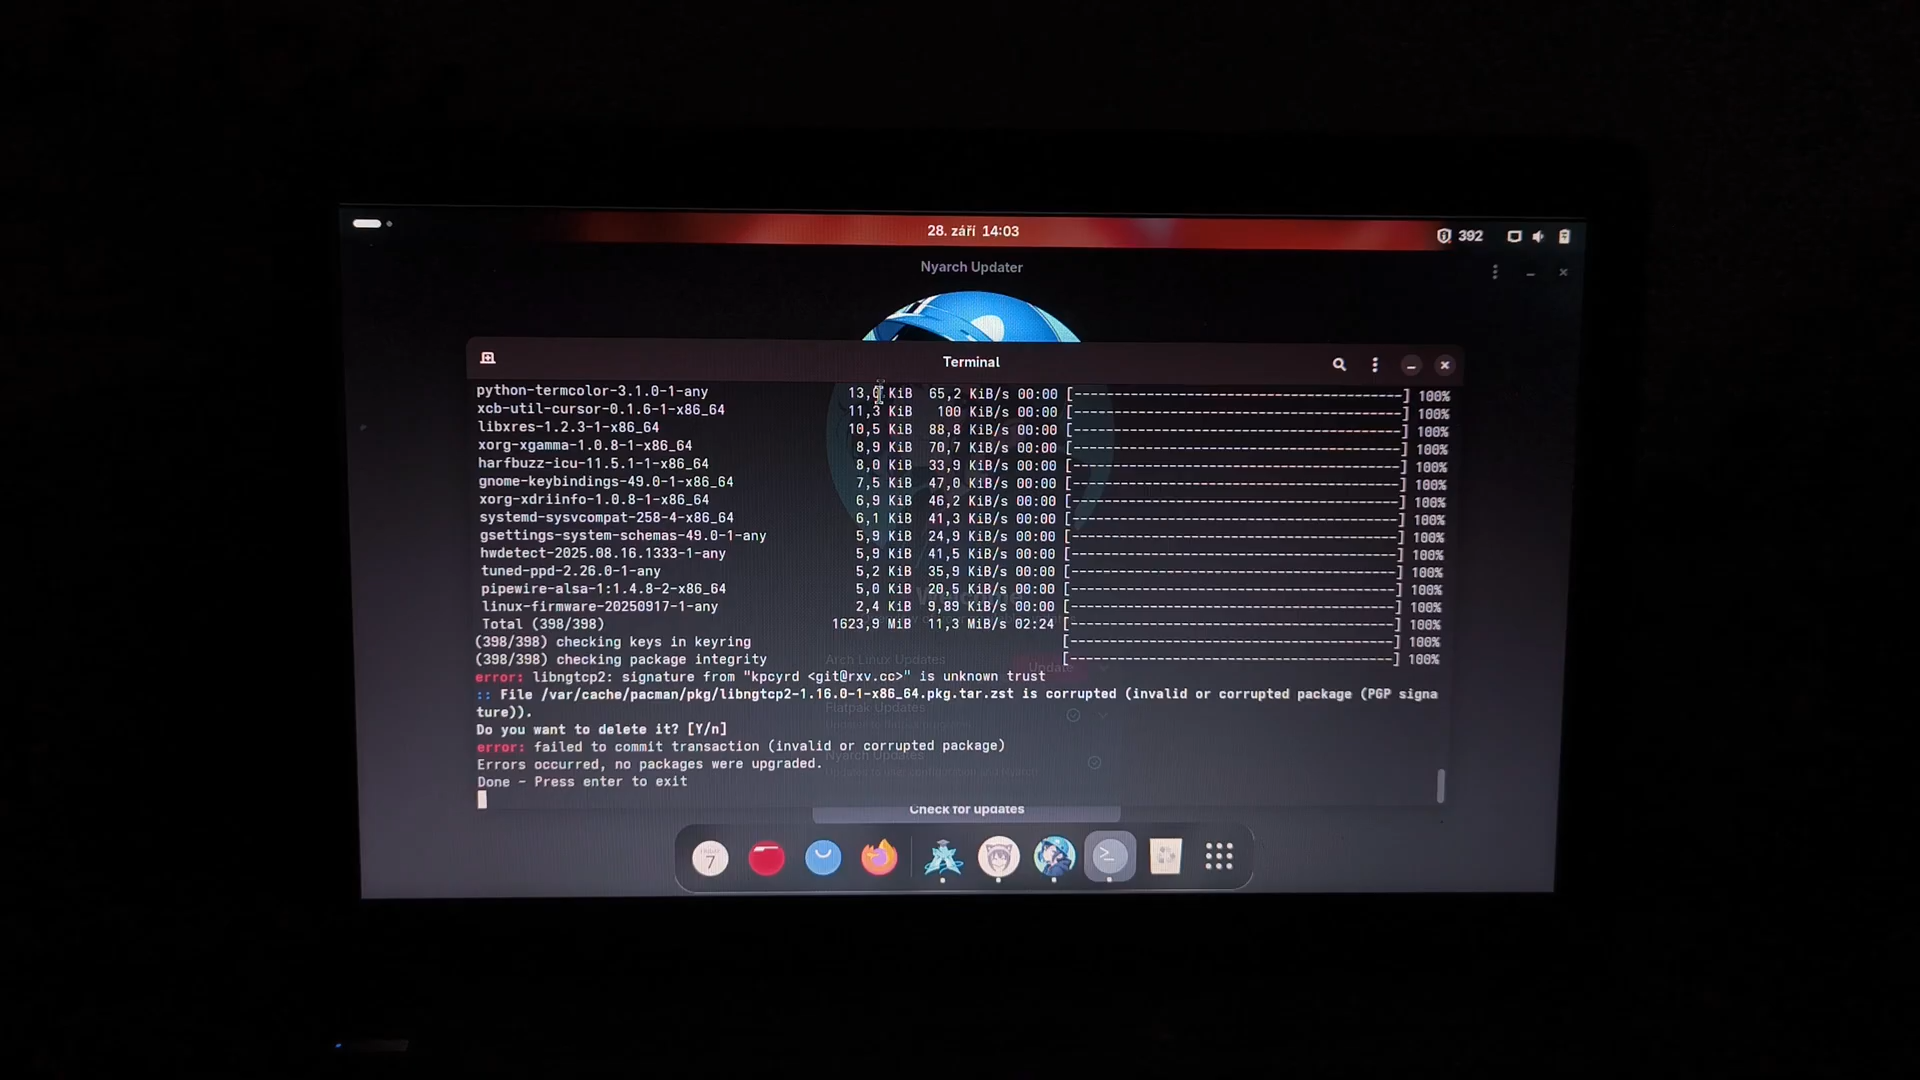 28. září 14:03
392
Nyarch Updater
Terminal
python-termcolor-3.1.0-1-any 13,0 KiB 65,2 KiB/s 00:00 [----------------------------------------] 100%
xcb-util-cursor-0.1.6-1-x86_64 11,3 KiB 100 KiB/s 00:00 [----------------------------------------] 100%
libxres-1.2.3-1-x86_64 10,5 KiB 88,8 KiB/s 00:00 [----------------------------------------] 100%
xorg-xgamma-1.0.8-1-x86_64 8,9 KiB 70,7 KiB/s 00:00 [----------------------------------------] 100%
harfbuzz-icu-11.5.1-1-x86_64 8,0 KiB 33,9 KiB/s 00:00 [----------------------------------------] 100%
gnome-keybindings-49.0-1-x86_64 7,5 KiB 47,0 KiB/s 00:00 [----------------------------------------] 100%
xorg-xdriinfo-1.0.8-1-x86_64 6,9 KiB 46,2 KiB/s 00:00 [----------------------------------------] 100%
systemd-sysvcompat-258-4-x86_64 6,1 KiB 41,3 KiB/s 00:00 [----------------------------------------] 100%
gsettings-system-schemas-49.0-1-any 5,9 KiB 24,9 KiB/s 00:00 [----------------------------------------] 100%
hwdetect-2025.08.16.1333-1-any 5,9 KiB 41,5 KiB/s 00:00 [----------------------------------------] 100%
tuned-ppd-2.26.0-1-any 5,2 KiB 35,9 KiB/s 00:00 [----------------------------------------] 100%
pipewire-alsa-1:1.4.8-2-x86_64 5,0 KiB 20,5 KiB/s 00:00 [----------------------------------------] 100%
linux-firmware-20250917-1-any 2,4 KiB 9,89 KiB/s 00:00 [----------------------------------------] 100%
Total (398/398) 1623,9 MiB 11,3 MiB/s 02:24 [----------------------------------------] 100%
(398/398) checking keys in keyring [----------------------------------------] 100%
(398/398) checking package integrity [----------------------------------------] 100%
error: libngtcp2: signature from "kpcyrd <git@rxv.cc>" is unknown trust
:: File /var/cache/pacman/pkg/libngtcp2-1.16.0-1-x86_64.pkg.tar.zst is corrupted (invalid or corrupted package (PGP signa
ture)).
Do you want to delete it? [Y/n]
error: failed to commit transaction (invalid or corrupted package)
Errors occurred, no packages were upgraded.
Done - Press enter to exit
Welcome
Arch Linux Updates
Update
Flatpak Updates
Nyarch Updates
Check for updates
7